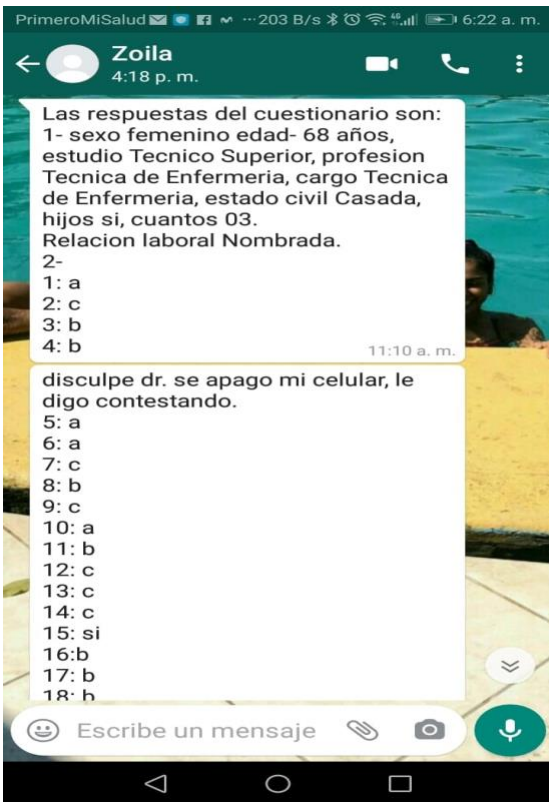 PrimeroMiSalud ...203 B/s 6:22 a. m.
Zoila
4:18 p. m.
Las respuestas del cuestionario son:
1- sexo femenino edad- 68 años,
estudio Tecnico Superior, profesion
Tecnica de Enfermeria, cargo Tecnica
de Enfermeria, estado civil Casada,
hijos si, cuantos 03.
Relacion laboral Nombrada.
2-
1: a
2: c
3: b
4: b
11:10 a. m.
disculpe dr. se apago mi celular, le
digo contestando.
5: a
6: a
7: c
8: b
9: c
10: a
11: b
12: c
13: c
14: c
15: si
16:b
17: b
18: b
Escribe un mensaje